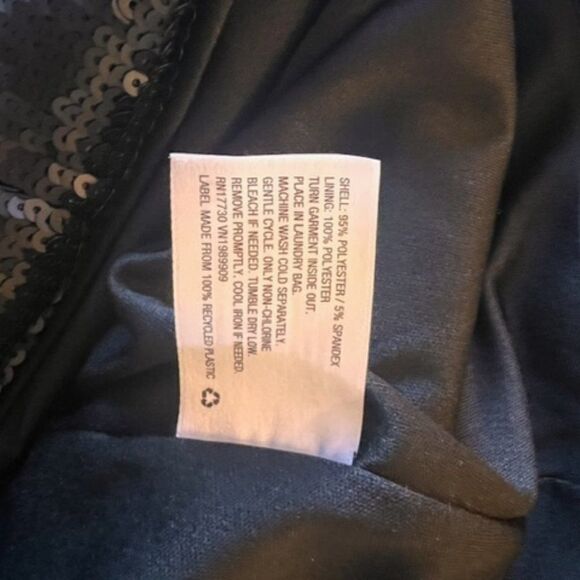 SHELL: 95% POLYESTER / 5% SPANDEX
LINING: 100% POLYESTER
TURN GARMENT INSIDE OUT.
PLACE IN LAUNDRY BAG.
MACHINE WASH COLD SEPARATELY.
GENTLE CYCLE. ONLY NON-CHLORINE
BLEACH IF NEEDED. TUMBLE DRY LOW.
REMOVE PROMPTLY. COOL IRON IF NEEDED.
RN17730 VN1989909
LABEL MADE FROM 100% RECYCLED PLASTIC